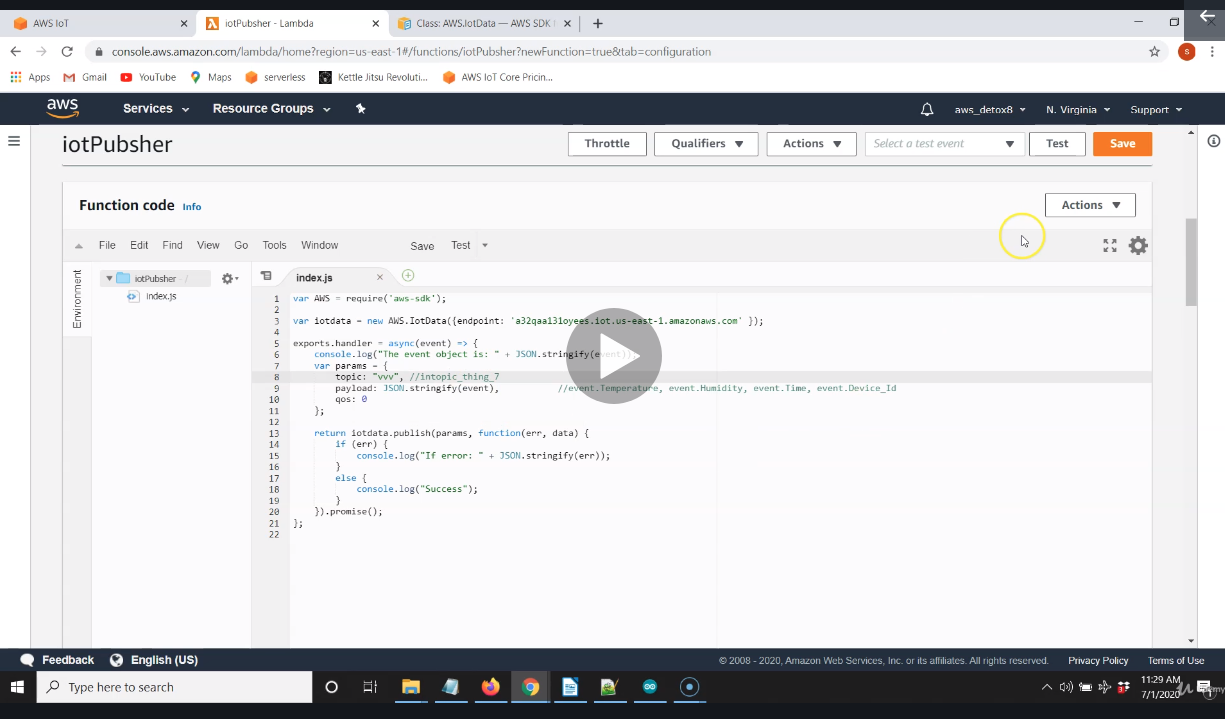 AWS IoT
iotPubsher - Lambda
Class: AWS.IotData — AWS SDK
console.aws.amazon.com/lambda/home?region=us-east-1#/functions/iotPubsher?newFunction=true&tab=configuration
S
Apps Gmail YouTube Maps serverless Kettle Jitsu Revoluti... AWS IoT Core Pricin...
aws Services Resource Groups aws_detox8 N. Virginia Support
iotPubsher
Throttle Qualifiers Actions Select a test event Test Save
Function code Info
Actions
File Edit Find View Go Tools Window Save Test
Environment
iotPubsher /
index.js
index.js
1 var AWS = require('aws-sdk');
2
3 var iotdata = new AWS.IotData({endpoint: 'a32qaal3ioyees.iot.us-east-1.amazonaws.com' });
4
5 exports.handler = async(event) => {
6 console.log("The event object is: " + JSON.stringify(event));
7 var params = {
8 topic: "vvv", //intopic_thing_7
9 payload: JSON.stringify(event), //event.Temperature, event.Humidity, event.Time, event.Device_Id
10 qos: 0
11 };
12
13 return iotdata.publish(params, function(err, data) {
14 if (err) {
15 console.log("If error: " + JSON.stringify(err));
16 }
17 else {
18 console.log("Success");
19 }
20 }).promise();
21 };
22
Feedback English (US)
© 2008 - 2020, Amazon Web Services, Inc. or its affiliates. All rights reserved. Privacy Policy Terms of Use
Type here to search
11:29 AM
7/1/2020